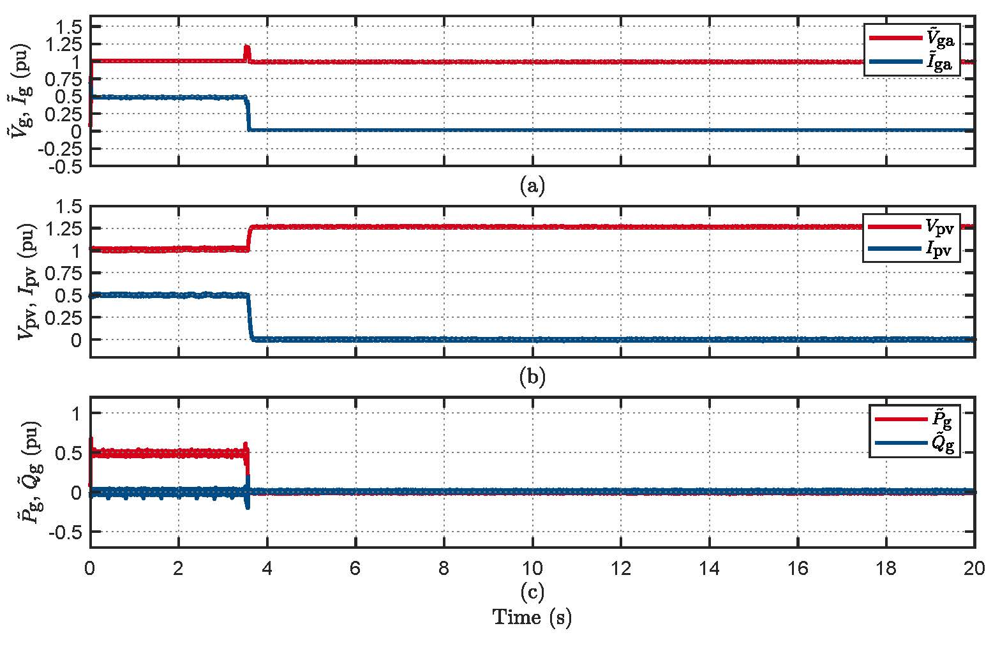 Ṽg, Ĩg (pu)
1.5
1.25
1
0.75
0.5
0.25
0
-0.25
-0.5
Ṽga
Ĩga
(a)
Vpv, Ipv (pu)
1.5
1.25
1
0.75
0.5
0.25
0
Vpv
Ipv
(b)
P̃g, Q̃g (pu)
1
0.5
0
-0.5
P̃g
Q̃g
0 2 4 6 8 10 12 14 16 18 20
(c)
Time (s)